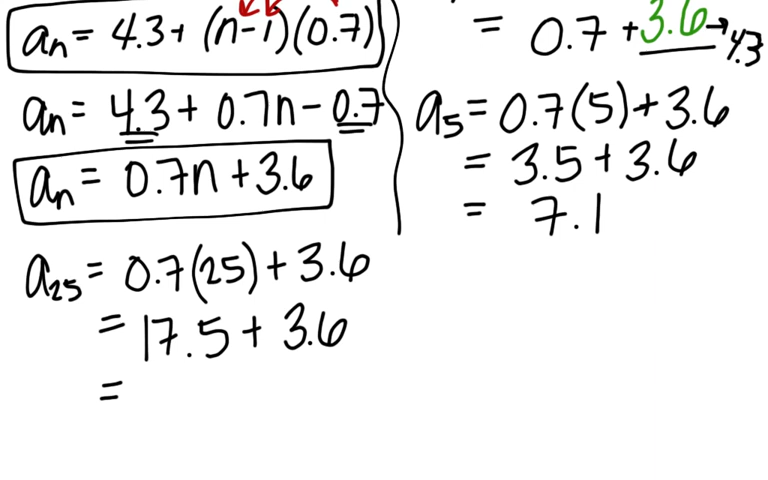 aₙ = 4.3 + (n-1)(0.7)
aₙ = 4.3 + 0.7n - 0.7
aₙ = 0.7n + 3.6
a₂₅ = 0.7(25) + 3.6
= 17.5 + 3.6
=
= 0.7 + 3.6 → 4.3
a₅ = 0.7(5) + 3.6
= 3.5 + 3.6
= 7.1